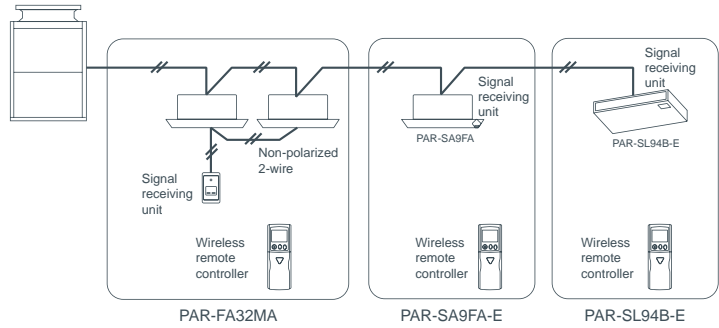 Signal
receiving
unit
Non-polarized
2-wire
Wireless
remote
controller
PAR-FA32MA
Signal
receiving
unit
PAR-SA9FA
Wireless
remote
controller
PAR-SA9FA-E
Signal
receiving
unit
PAR-SL94B-E
Wireless
remote
controller
PAR-SL94B-E